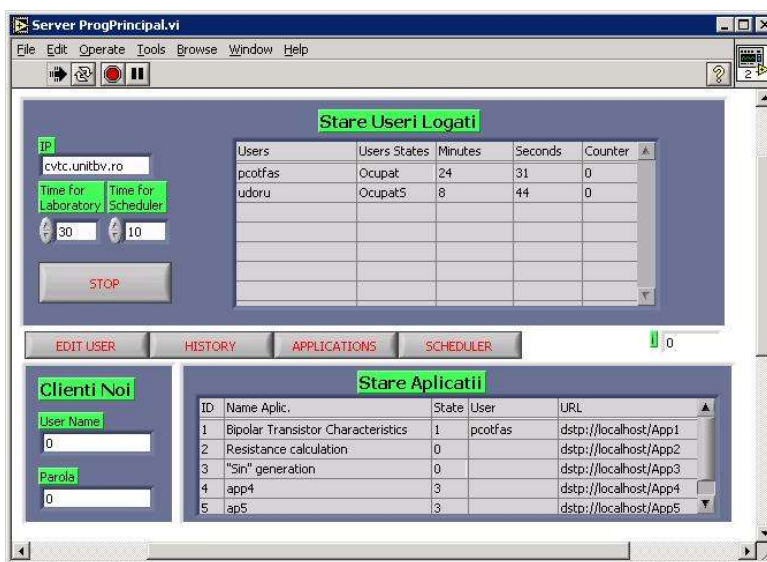 Server ProgPrincipal.vi
File Edit Operate Tools Browse Window Help
2
Stare Useri Logati
IP
cvtc.unitbv.ro
Time for Laboratory
Time for Scheduler
30 10
STOP
Users Users States Minutes Seconds Counter
pcotfas Ocupat 24 31 0
udoru OcupatS 8 44 0
EDIT USER HISTORY APPLICATIONS SCHEDULER
i 0
Clienti Noi
User Name
0
Parola
0
Stare Aplicatii
ID Name Aplic. State User URL
1 Bipolar Transistor Characteristics 1 pcotfas dstp://localhost/App1
2 Resistance calculation 0 dstp://localhost/App2
3 "Sin" generation 0 dstp://localhost/App3
4 app4 3 dstp://localhost/App4
5 ap5 3 dstp://localhost/App5